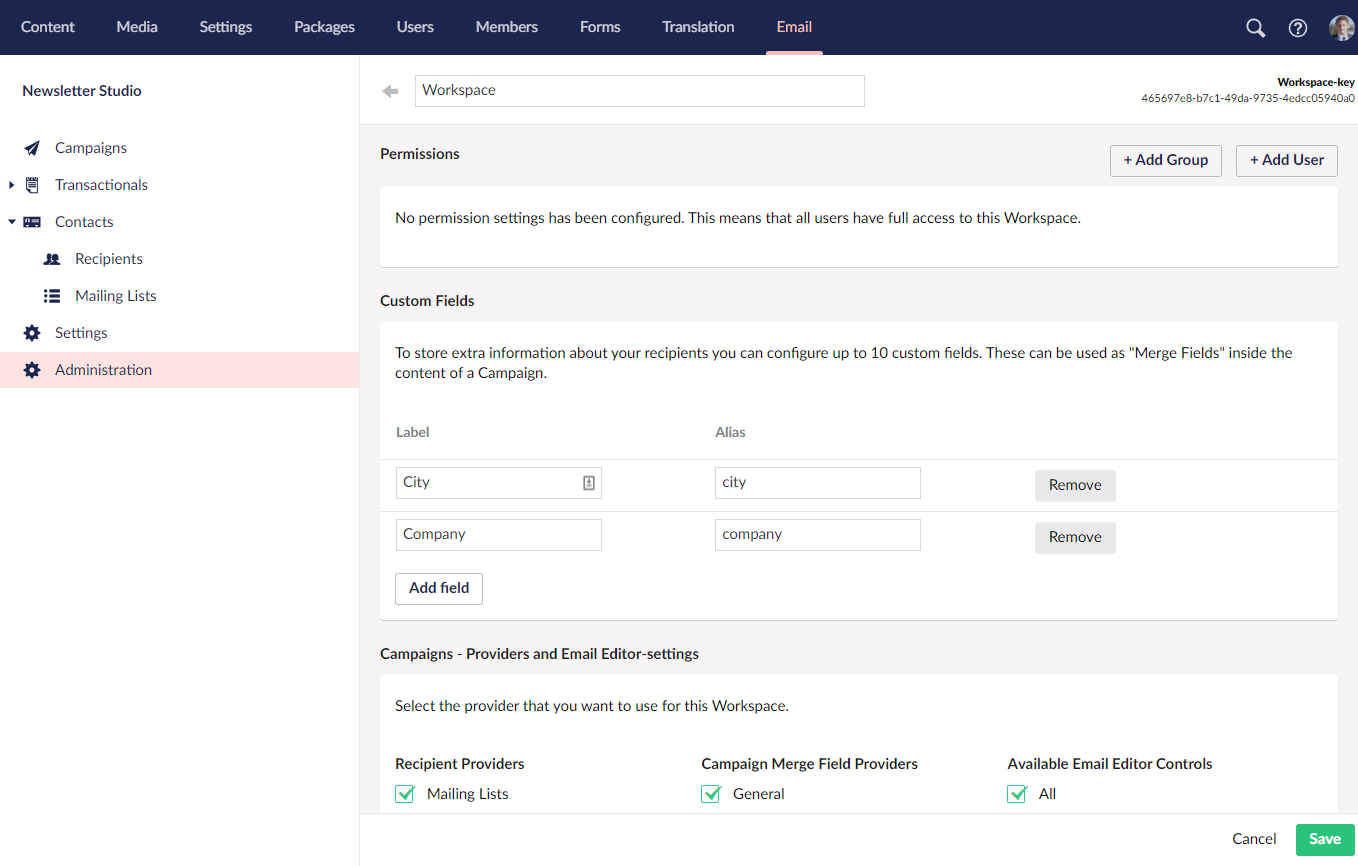 Content Media Settings Packages Users Members Forms Translation Email
Newsletter Studio
Campaigns
Transactionals
Contacts
Recipients
Mailing Lists
Settings
Administration
Workspace
Workspace-key
465697e8-b7c1-49da-9735-4edcc05940a0
Permissions
+ Add Group + Add User
No permission settings has been configured. This means that all users have full access to this Workspace.
Custom Fields
To store extra information about your recipients you can configure up to 10 custom fields. These can be used as "Merge Fields" inside the
content of a Campaign.
Label Alias
City city Remove
Company company Remove
Add field
Campaigns - Providers and Email Editor-settings
Select the provider that you want to use for this Workspace.
Recipient Providers Campaign Merge Field Providers Available Email Editor Controls
Mailing Lists General All
Cancel Save